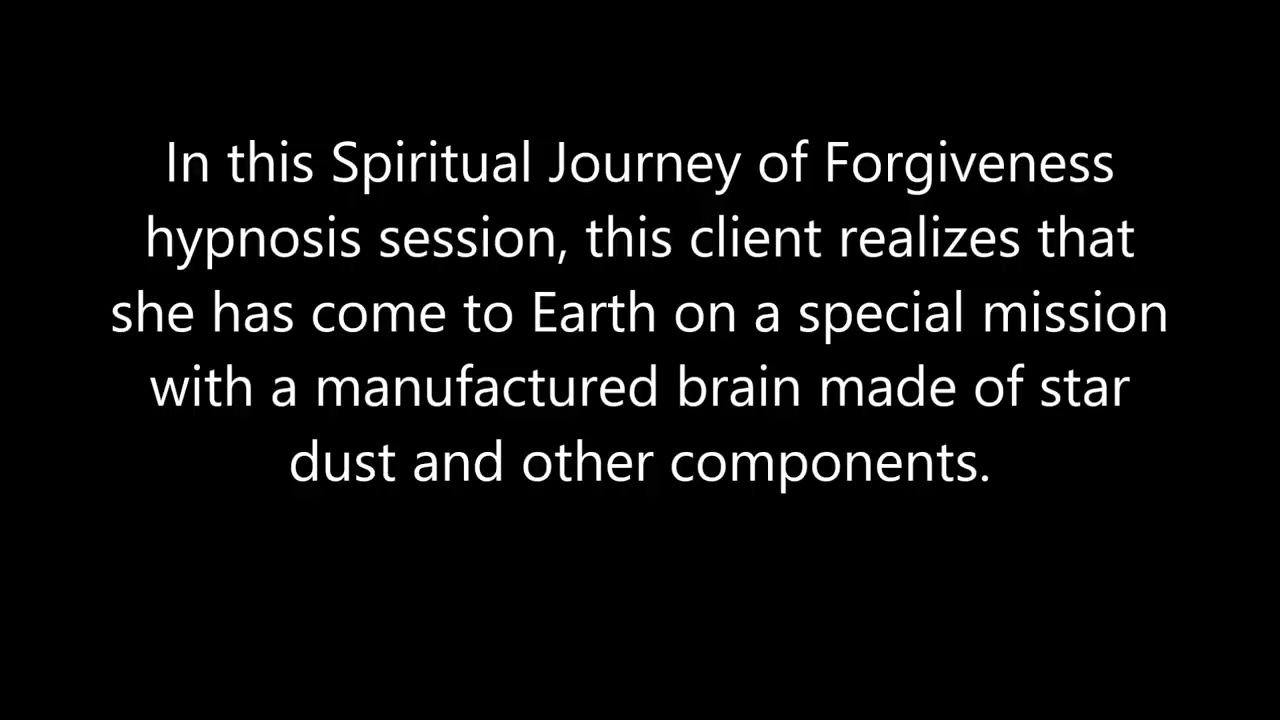 In this Spiritual Journey of Forgiveness
hypnosis session, this client realizes that
she has come to Earth on a special mission
with a manufactured brain made of star
dust and other components.